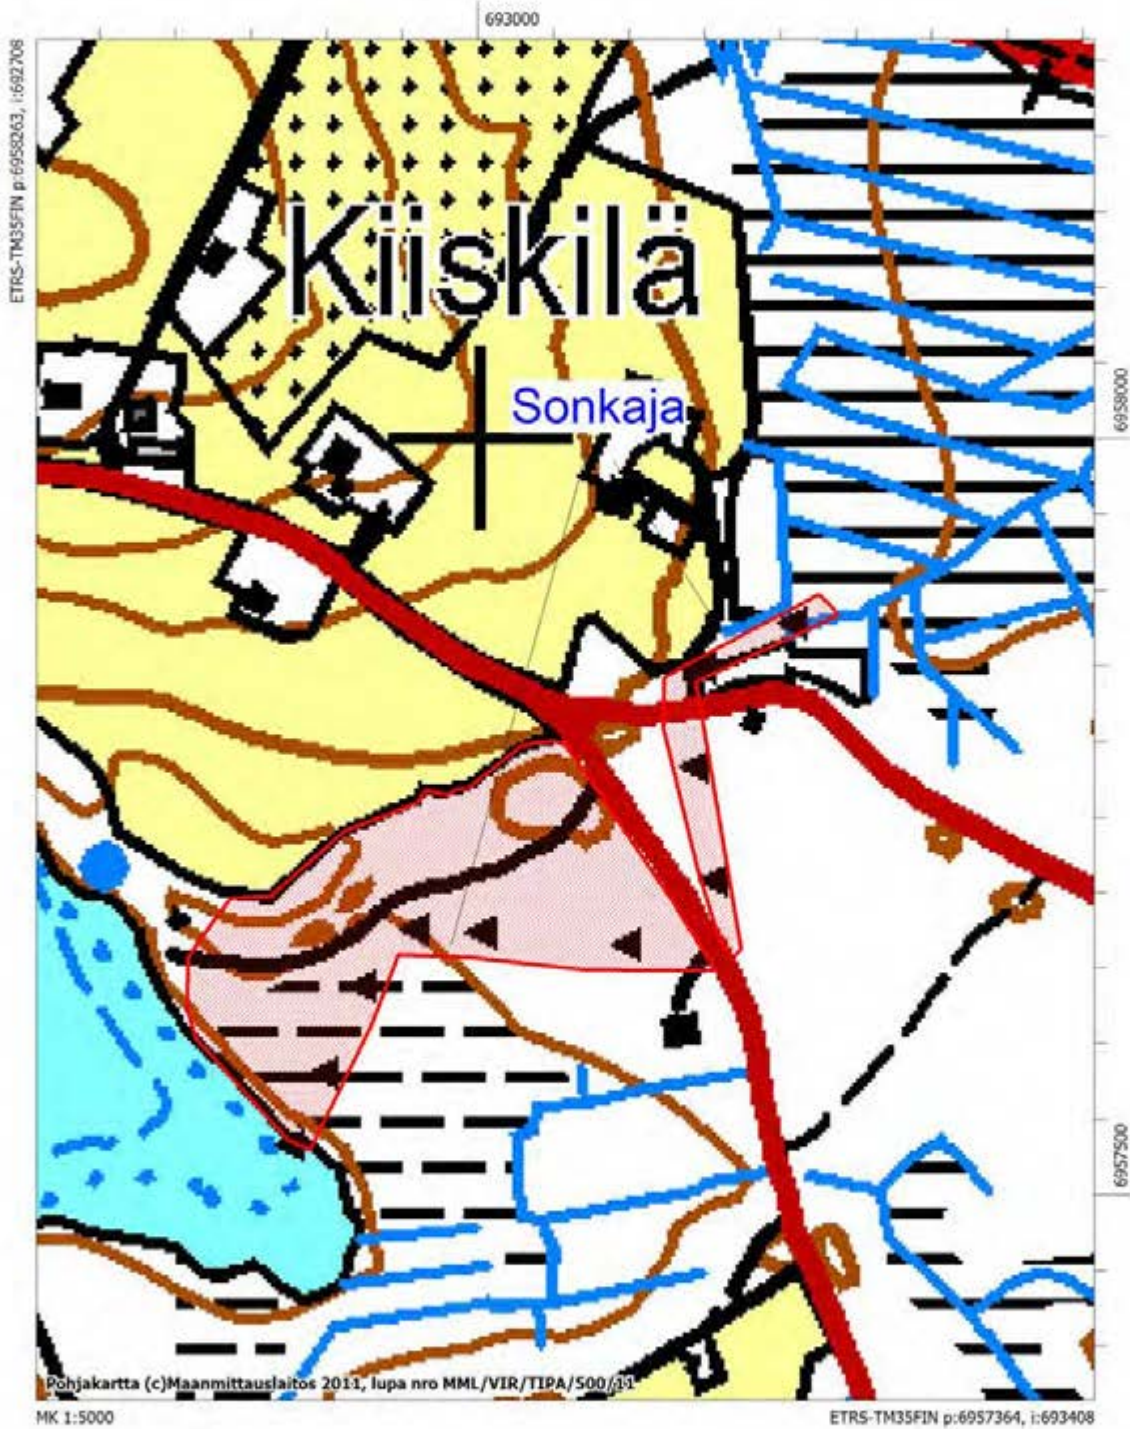 693000
ETRS-TM35FIN p:6958263, i:692708
Kiiskilä
Sonkaja
6958000
6957500
Pohjakartta (c)Maanmittauslaitos 2011, lupa nro MML/VIR/TIPA/500/11
MK 1:5000
ETRS-TM35FIN p:6957364, i:693408